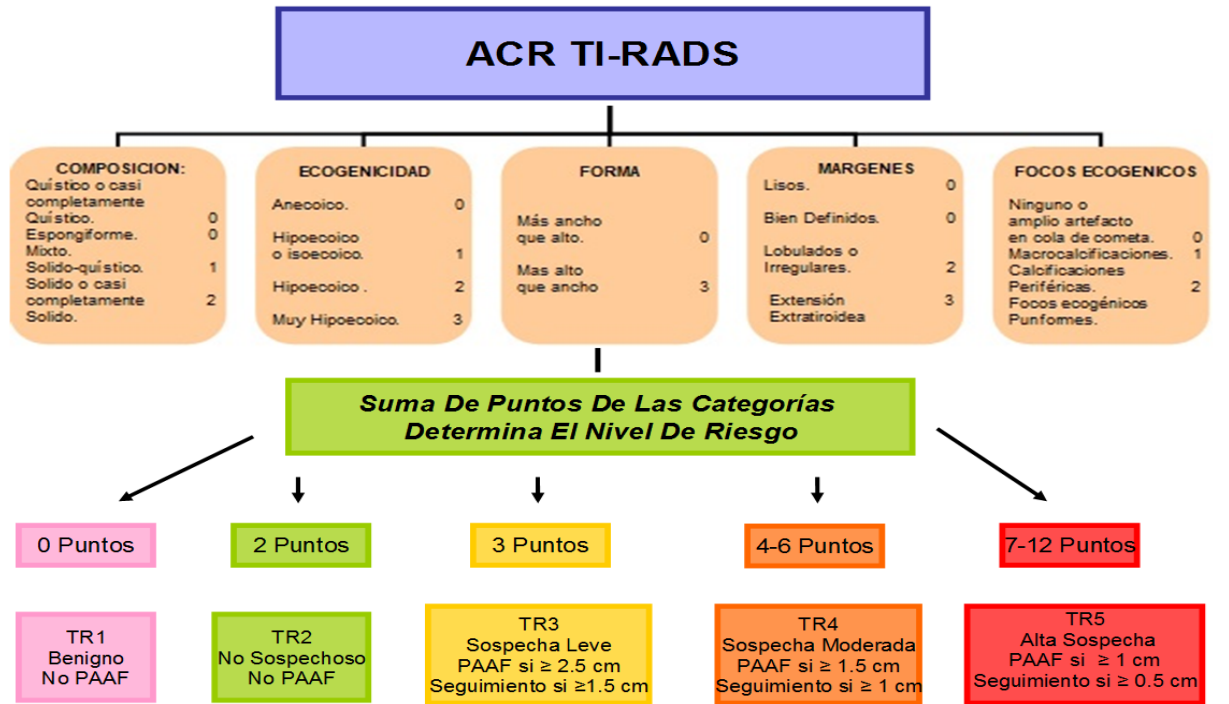 ACR TI-RADS
COMPOSICION:
Quístico o casi
completamente
Quístico. 0
Espongiforme. 0
Mixto.
Solido-quístico. 1
Solido o casi
completamente 2
Solido.
ECOGENICIDAD
Anecoico. 0
Hipoecoico
o isoecoico. 1
Hipoecoico . 2
Muy Hipoecoico. 3
FORMA
Más ancho
que alto. 0
Mas alto
que ancho 3
MARGENES
Lisos. 0
Bien Definidos. 0
Lobulados o
Irregulares. 2
Extensión 3
Extratiroidea
FOCOS ECOGENICOS
Ninguno o
amplio artefacto
en cola de cometa. 0
Macrocalcificaciones. 1
Calcificaciones
Periféricas. 2
Focos ecogénicos
Punformes.
Suma De Puntos De Las Categorías
Determina El Nivel De Riesgo
0 Puntos
2 Puntos
3 Puntos
4-6 Puntos
7-12 Puntos
TR1
Benigno
No PAAF
TR2
No Sospechoso
No PAAF
TR3
Sospecha Leve
PAAF si ≥ 2.5 cm
Seguimiento si ≥1.5 cm
TR4
Sospecha Moderada
PAAF si ≥ 1.5 cm
Seguimiento si ≥ 1 cm
TR5
Alta Sospecha
PAAF si ≥ 1 cm
Seguimiento si ≥ 0.5 cm